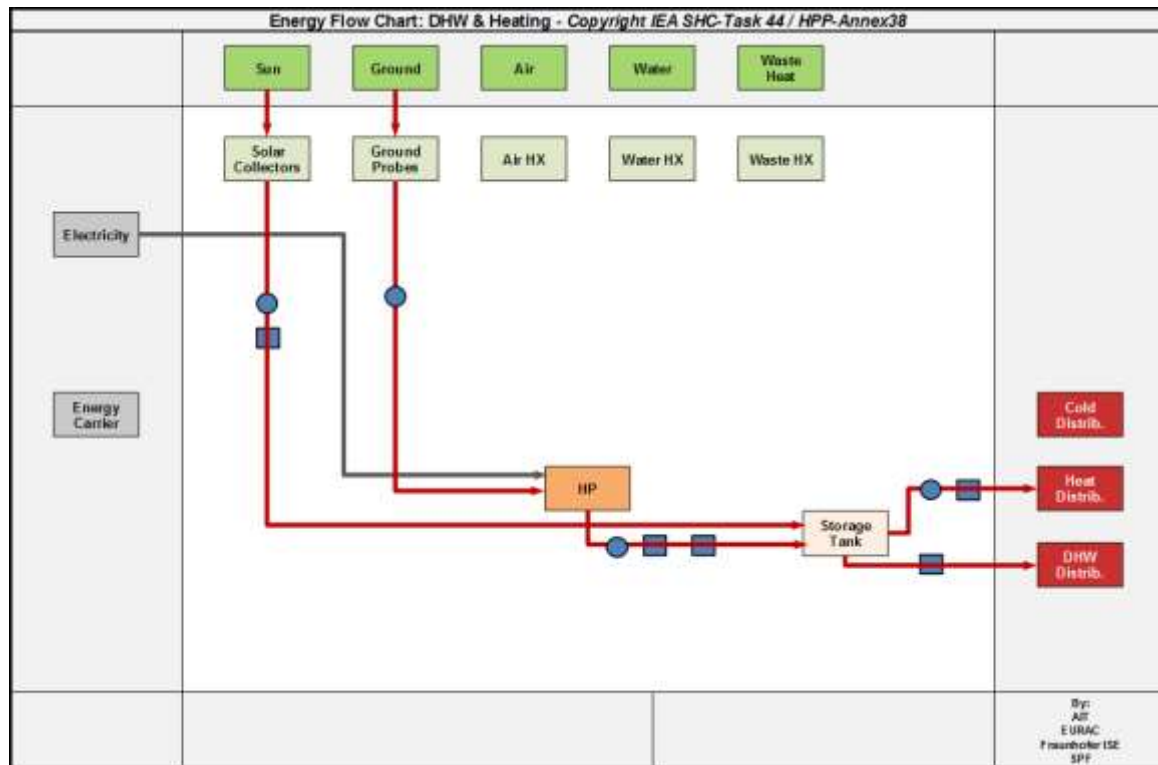 Energy Flow Chart: DHW & Heating - Copyright IEA SHC-Task 44 / HPP-Annex38
Sun
Ground
Air
Water
Waste
Heat
Solar
Collectors
Ground
Probes
Air HX
Water HX
Waste HX
Electricity
Energy
Carrier
Cold
Distrib.
HP
Heat
Distrib.
Storage
Tank
DHW
Distrib.
By:
AIT
EURAC
Fraunhofer ISE
SPF